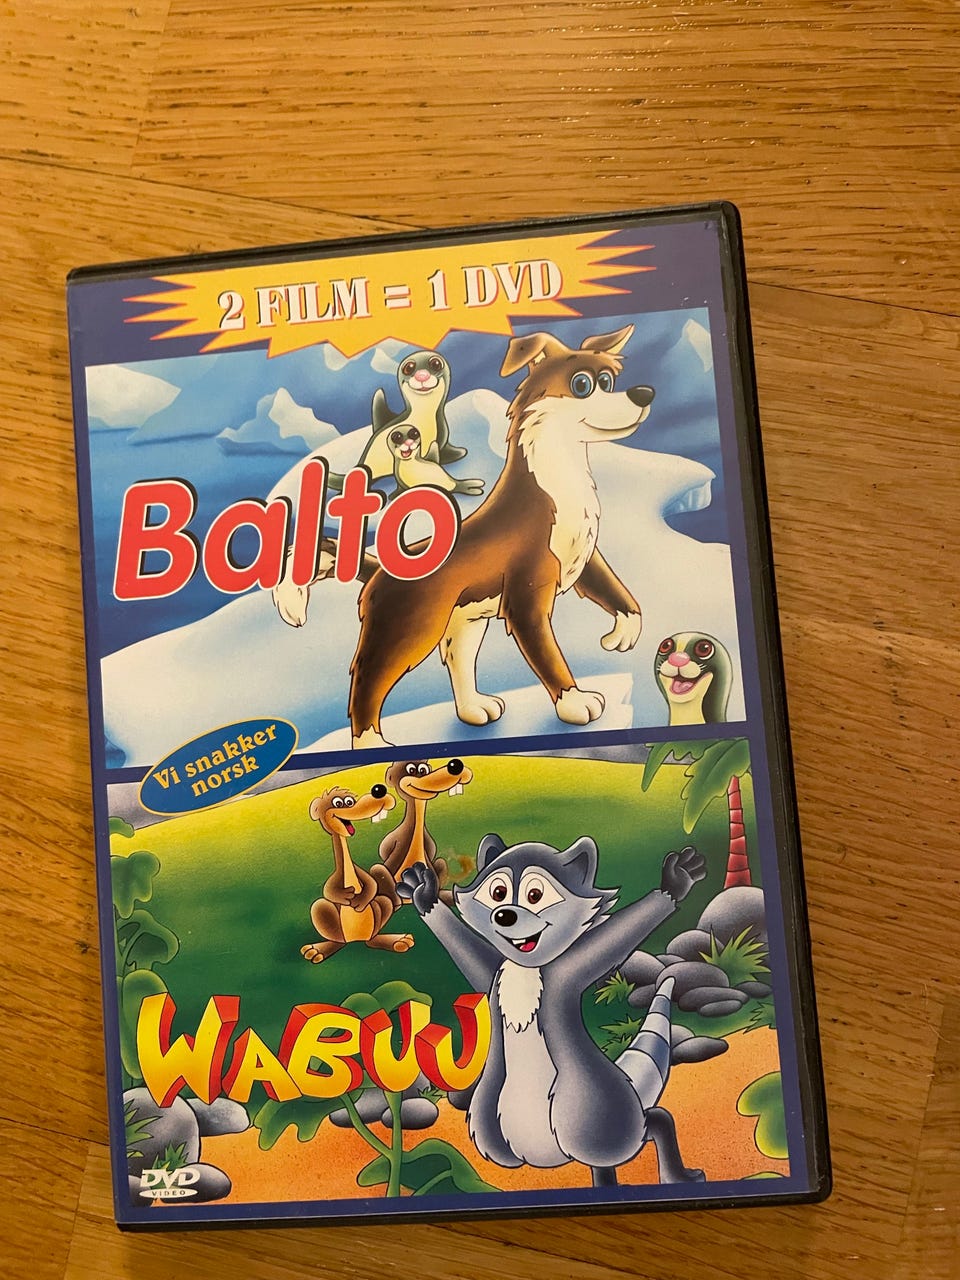 2 FILM = 1 DVD
Balto
Vi snakker
norsk
WABUU
DVD
VIDEO